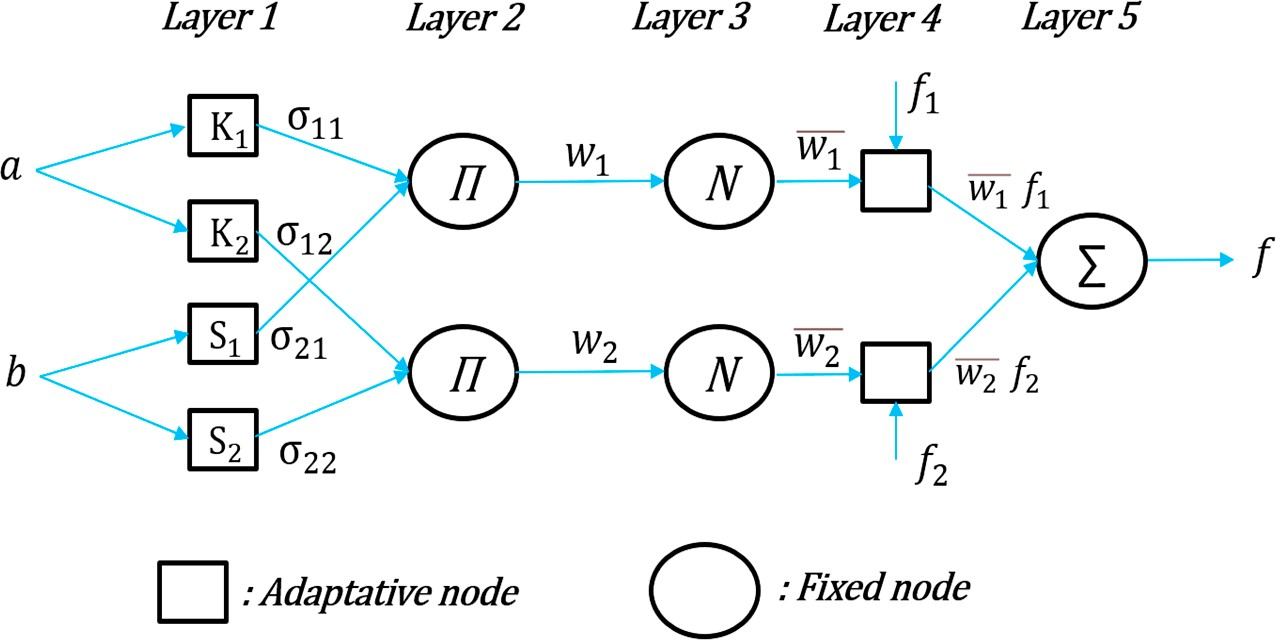 Layer 1 Layer 2 Layer 3 Layer 4 Layer 5
f₁
K₁ σ₁₁
a Π w₁ N w̅₁ w̅₁ f₁
K₂ σ₁₂
Σ f
S₁ σ₂₁
b Π w₂ N w̅₂ w̅₂ f₂
S₂ σ₂₂
f₂
: Adaptative node : Fixed node